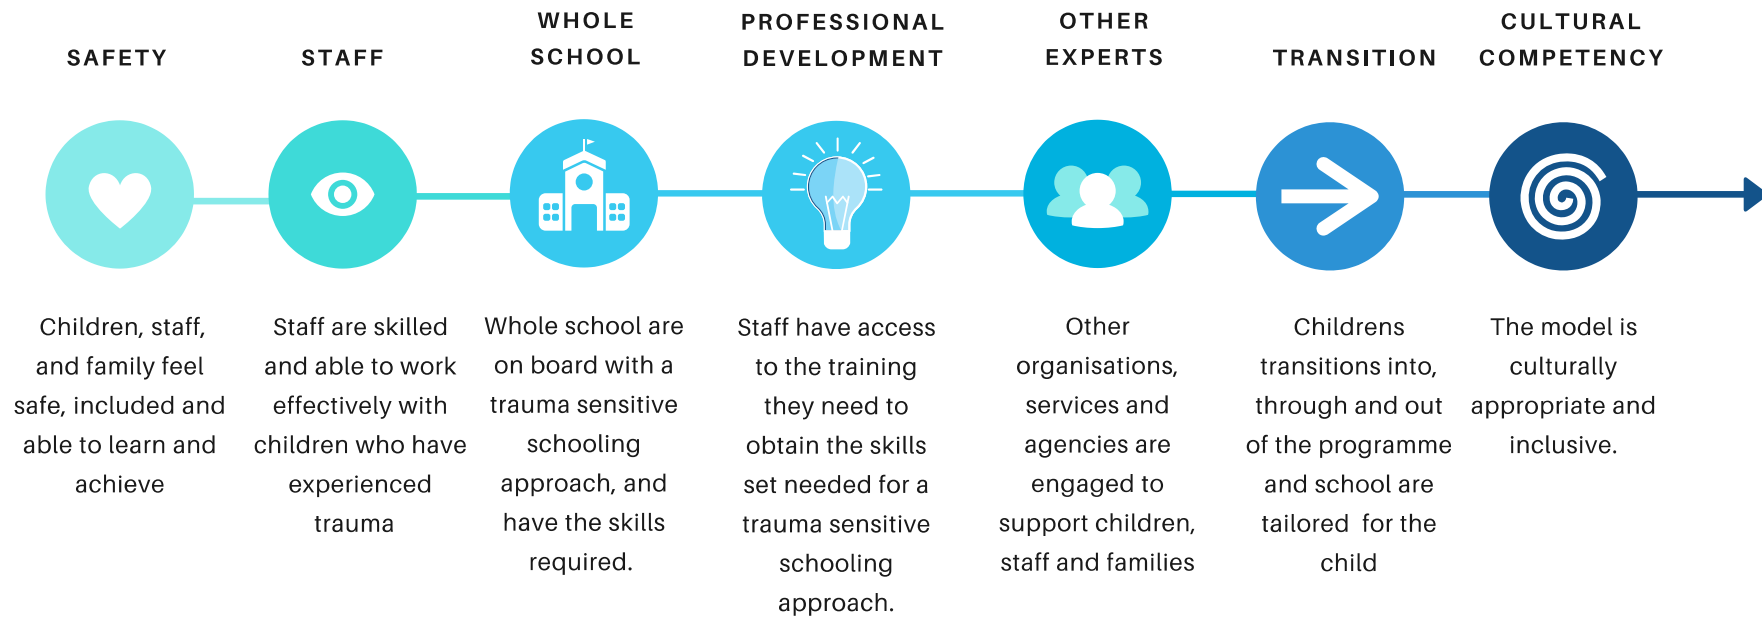 SAFETY
Children, staff,
and family feel
safe, included and
able to learn and
achieve
STAFF
Staff are skilled
and able to work
effectively with
children who have
experienced
trauma
WHOLE
SCHOOL
Whole school are
on board with a
trauma sensitive
schooling
approach, and
have the skills
required.
PROFESSIONAL
DEVELOPMENT
Staff have access
to the training
they need to
obtain the skills
set needed for a
trauma sensitive
schooling
approach.
OTHER
EXPERTS
Other
organisations,
services and
agencies are
engaged to
support children,
staff and families
TRANSITION
Childrens
transitions into,
through and out
of the programme
and school are
tailored for the
child
CULTURAL
COMPETENCY
The model is
culturally
appropriate and
inclusive.